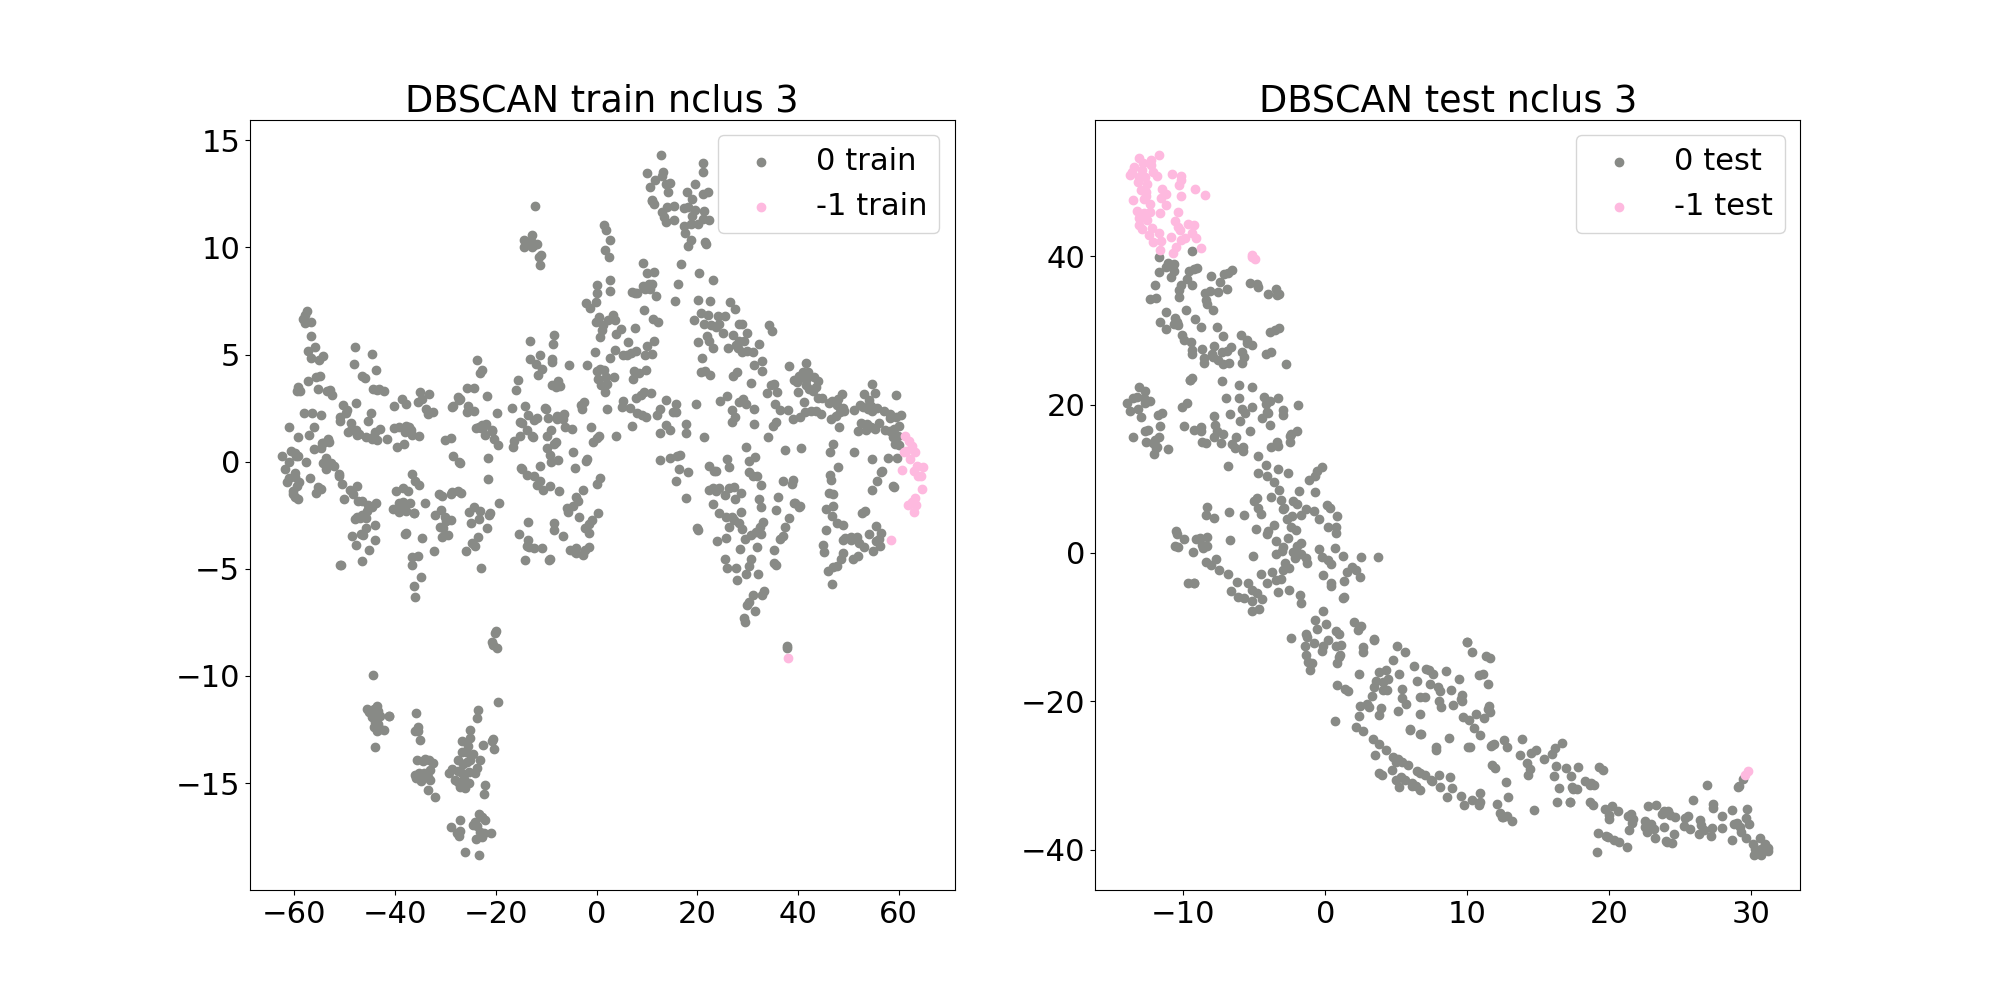 DBSCAN train nclus 3
15
10
5
0
−5
−10
−15
−60 −40 −20 0 20 40 60
0 train
-1 train
DBSCAN test nclus 3
40
20
0
−20
−40
−10 0 10 20 30
0 test
-1 test